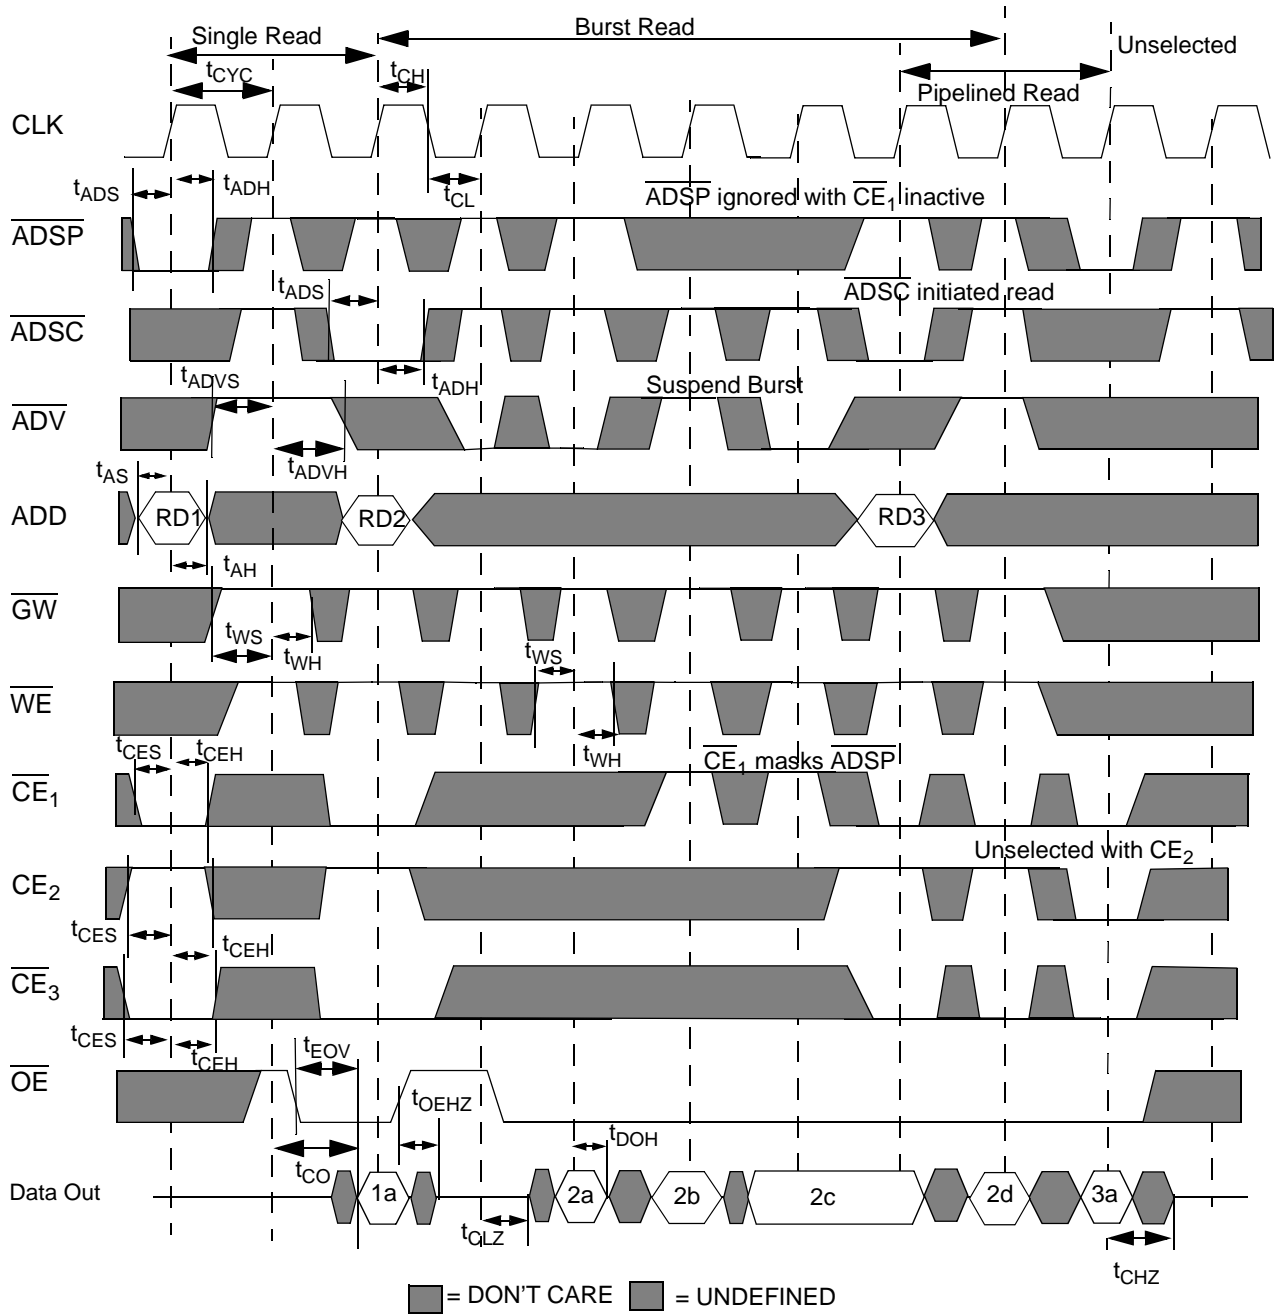 Single Read
Burst Read
Unselected
tCYC
tCH
Pipelined Read
CLK
tADS
tADH
tCL
ADSP ignored with CE1 inactive
ADSP
tADS
ADSC initiated read
ADSC
tADVS
tADH
Suspend Burst
ADV
tADVH
tAS
ADD
RD1
RD2
RD3
tAH
GW
tWS
tWH
tWS
WE
tCES
tCEH
tWH
CE1 masks ADSP
CE1
Unselected with CE2
CE2
tCES
tCEH
CE3
tCES
tCEH
tEOV
OE
tOEHZ
tDOH
tCO
Data Out
1a
2a
2b
2c
2d
3a
tCLZ
tCHZ
= DON'T CARE
= UNDEFINED